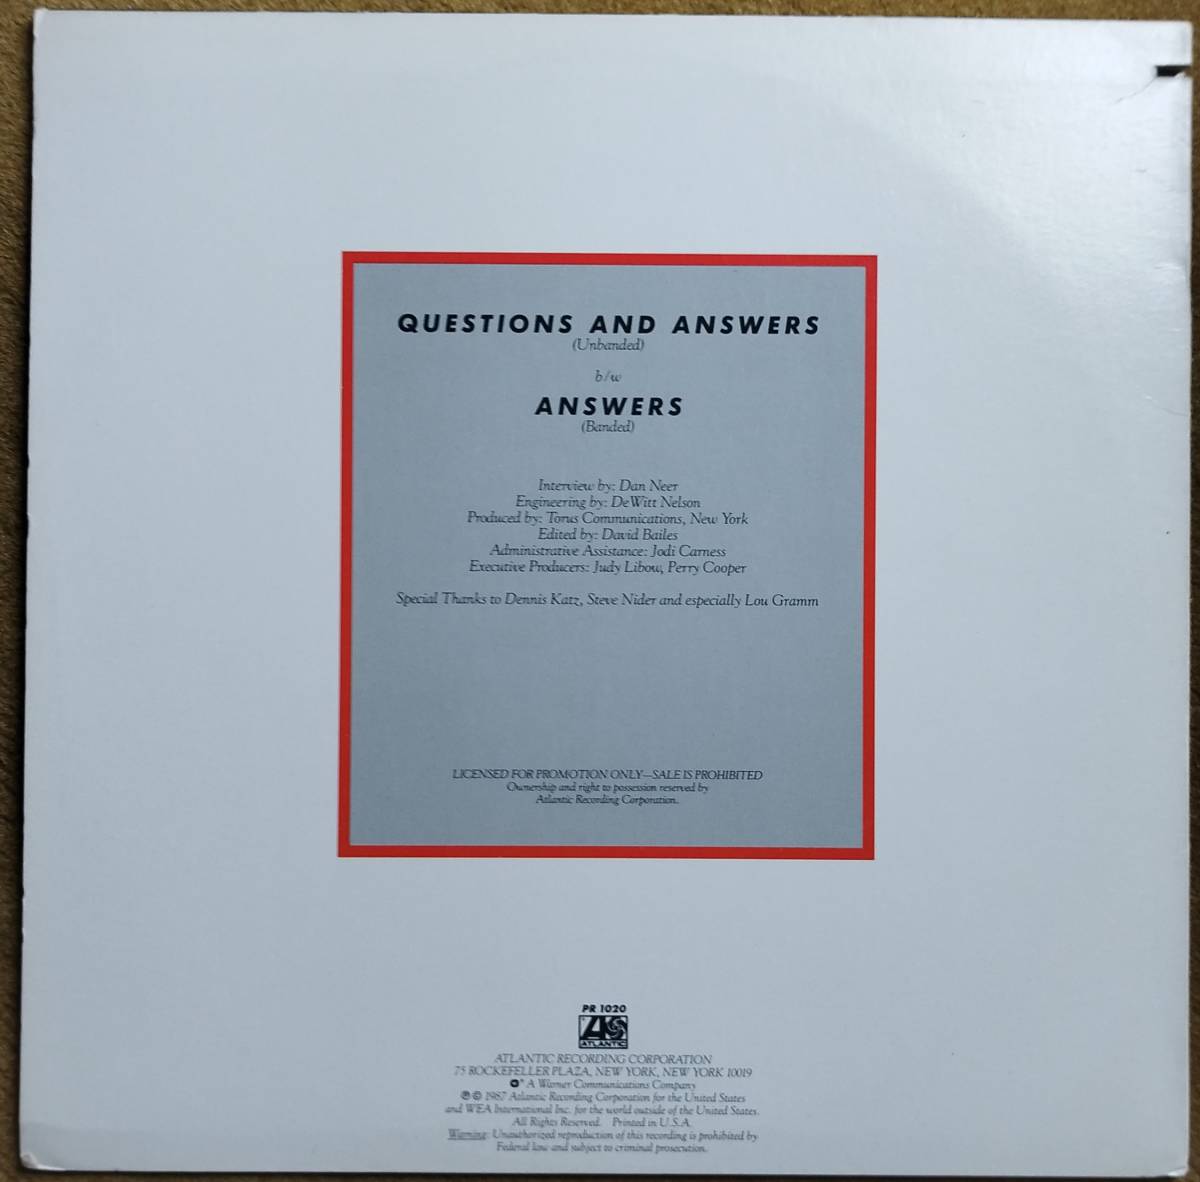 QUESTIONS AND ANSWERS
(Unbanded)
b/w
ANSWERS
(Banded)
Interview by: Dan Neer
Engineering by: DeWitt Nelson
Produced by: Torus Communications, New York
Edited by: David Bailes
Administrative Assistance: Jodi Carness
Executive Producers: Judy Libow, Perry Cooper
Special Thanks to Dennis Katz, Steve Nider and especially Lou Gramm
LICENSED FOR PROMOTION ONLY—SALE IS PROHIBITED
Ownership and right to possession reserved by
Atlantic Recording Corporation.
PR 1020
ATLANTIC
ATLANTIC RECORDING CORPORATION
75 ROCKEFELLER PLAZA, NEW YORK, NEW YORK 10019
® A Warner Communications Company
℗ © 1987 Atlantic Recording Corporation for the United States
and WEA International Inc. for the world outside of the United States.
All Rights Reserved. Printed in U.S.A.
Warning: Unauthorized reproduction of this recording is prohibited by
Federal law and subject to criminal prosecution.